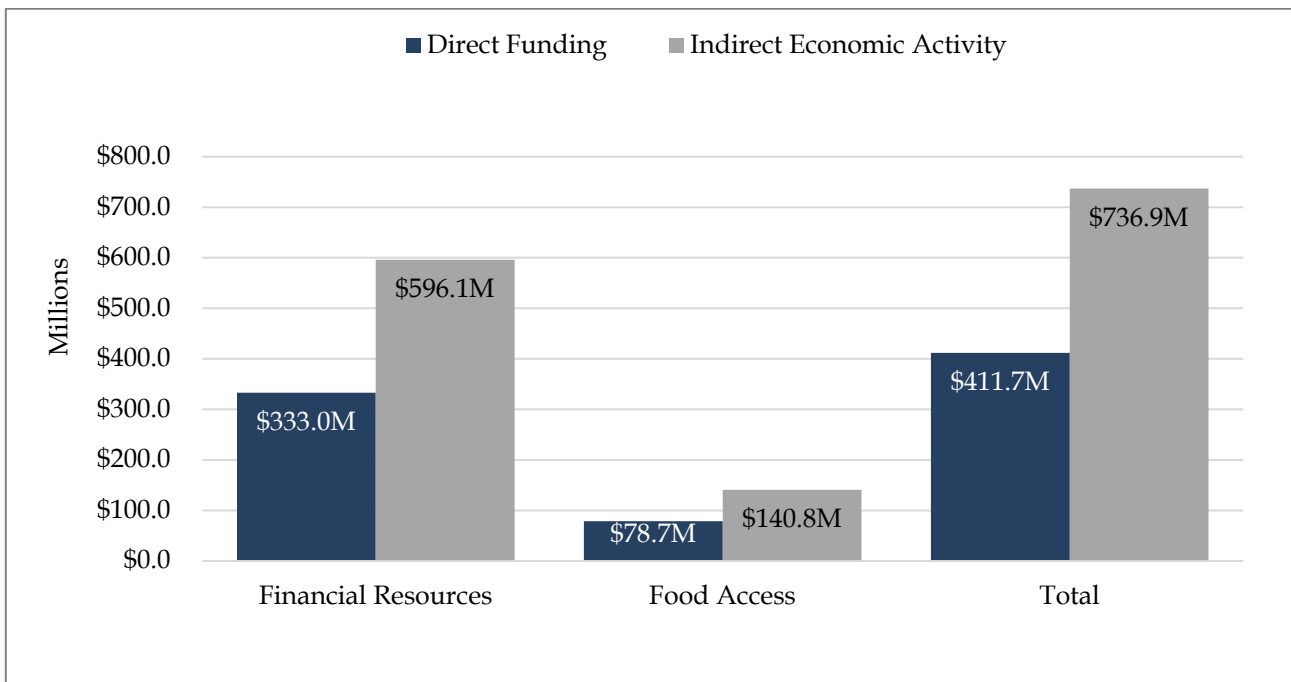 Direct Funding
Indirect Economic Activity
$800.0
$700.0
$600.0
$500.0
$400.0
$300.0
$200.0
$100.0
$0.0
Millions
$333.0M
$596.1M
$78.7M
$140.8M
$411.7M
$736.9M
Financial Resources
Food Access
Total